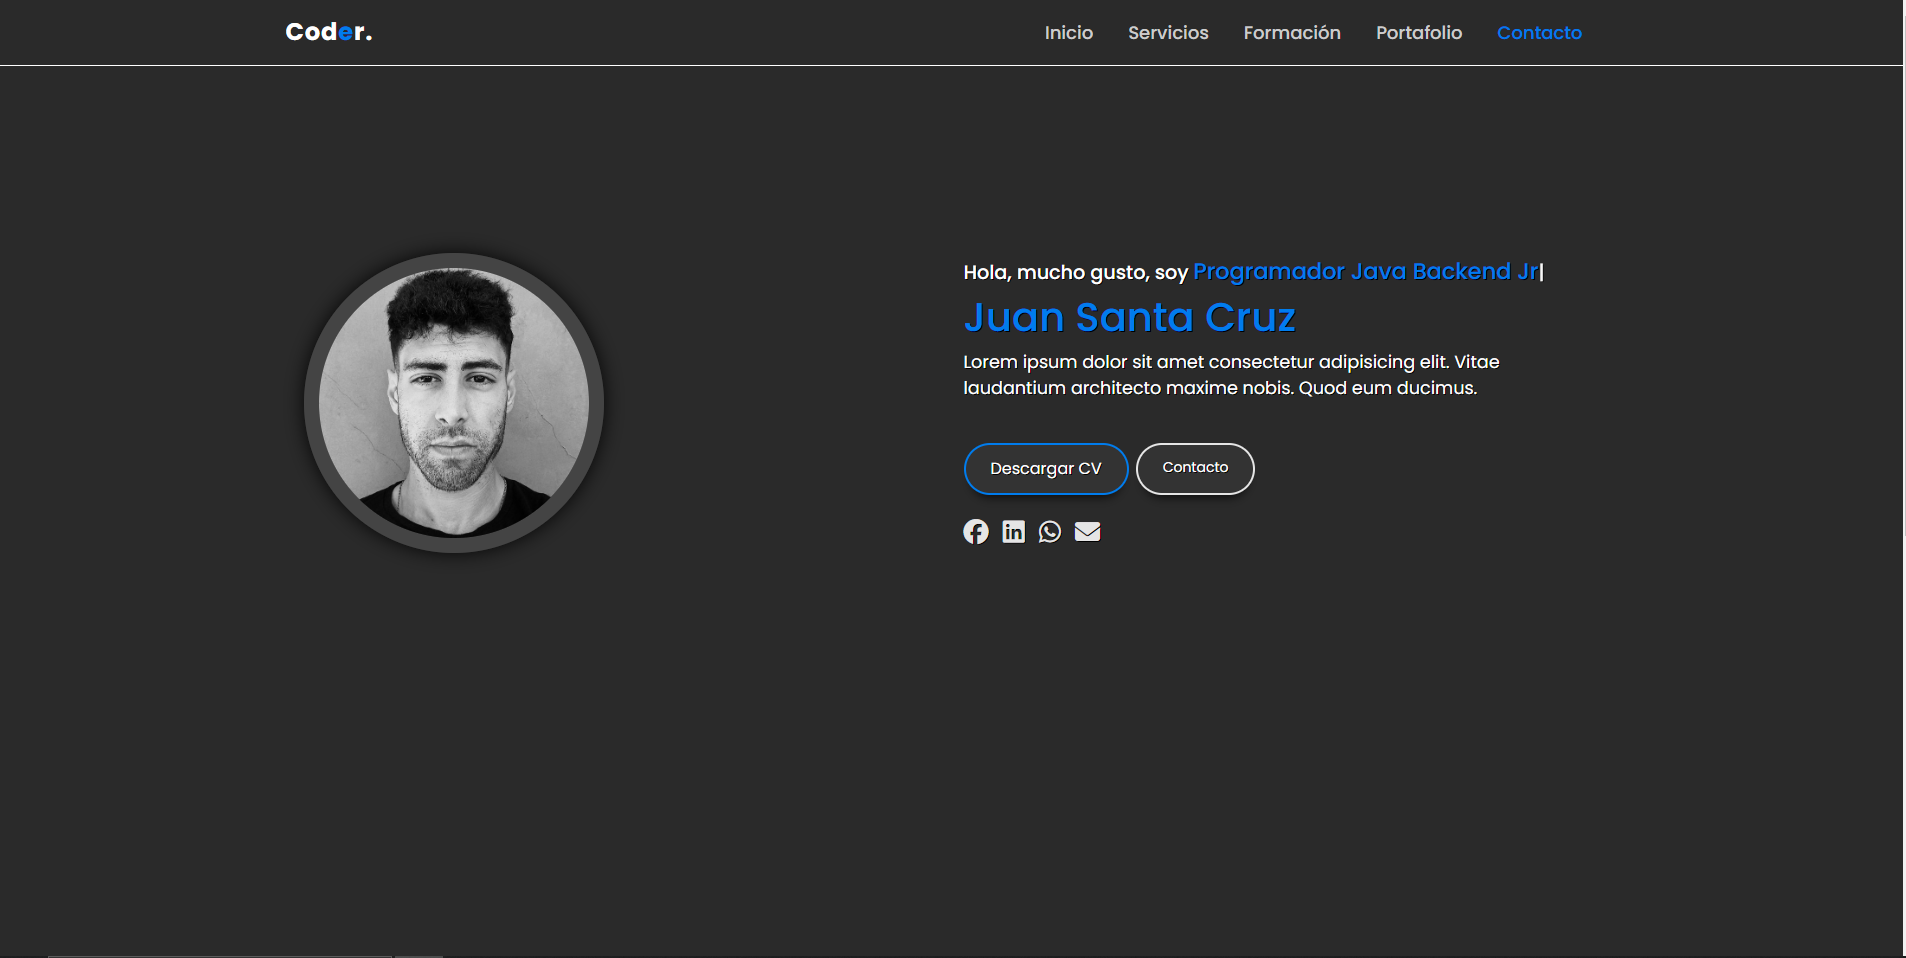 Coder.
Inicio Servicios Formación Portafolio Contacto
Hola, mucho gusto, soy Programador Java Backend Jr|
Juan Santa Cruz
Lorem ipsum dolor sit amet consectetur adipisicing elit. Vitae
laudantium architecto maxime nobis. Quod eum ducimus.
Descargar CV Contacto